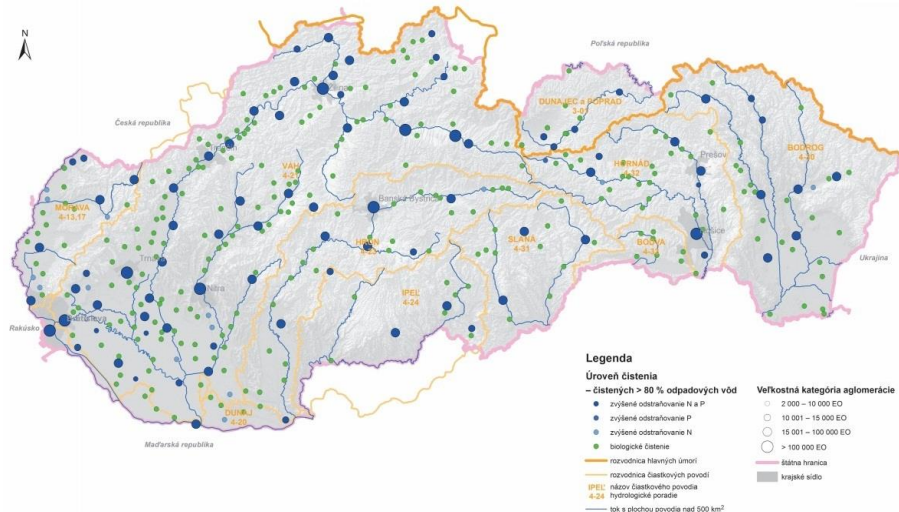 N
Poľská republika
DUNAJEC a POPRAD
3-01
Česká republika
Žilina
Trenčín
VÁH
4-21
HORNÁD
4-32
Prešov
BODROG
4-30
MORAVA
4-13,17
Banská Bystrica
HRON
4-23
SLANÁ
4-31
BODVA
4-33
Košice
Ukrajina
Trnava
Nitra
IPEĽ
4-24
Rakúsko
Bratislava
DUNAJ
4-20
Maďarská republika
Legenda
Úroveň čistenia
– čistených > 80 % odpadových vôd
zvýšené odstraňovanie N a P
zvýšené odstraňovanie P
zvýšené odstraňovanie N
biologické čistenie
rozvodnica hlavných úmorí
rozvodnica čiastkových povodí
IPEĽ názov čiastkového povodia
4-24 hydrologické poradie
tok s plochou povodia nad 500 km²
Veľkostná kategória aglomerácie
2 000 – 10 000 EO
10 001 – 15 000 EO
15 001 – 100 000 EO
> 100 000 EO
štátna hranica
krajské sídlo